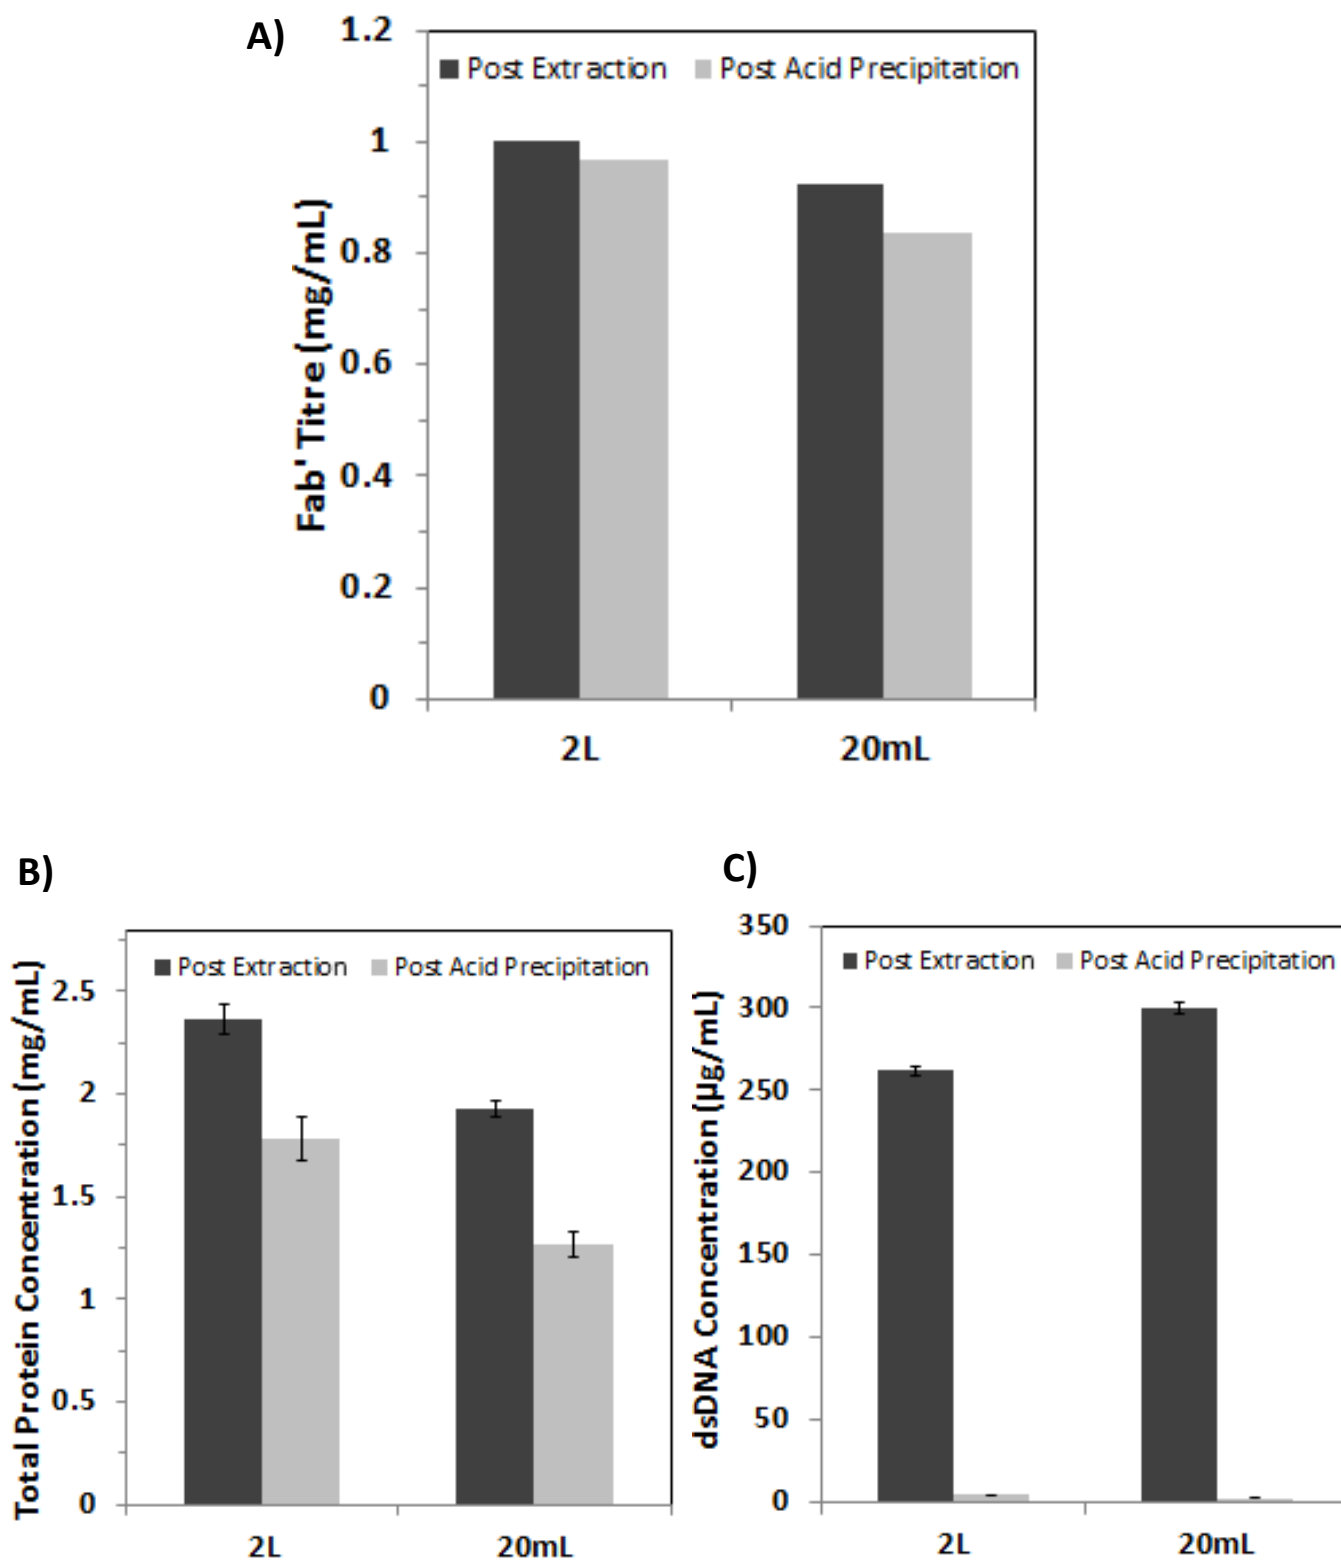 A)
Fab' Titre (mg/mL)
1.2
1
0.8
0.6
0.4
0.2
0
Post Extraction Post Acid Precipitation
2L 20mL
B)
Total Protein Concentration (mg/mL)
2.5
2
1.5
1
0.5
0
Post Extraction Post Acid Precipitation
2L 20mL
C)
dsDNA Concentration (µg/mL)
350
300
250
200
150
100
50
0
Post Extraction Post Acid Precipitation
2L 20mL